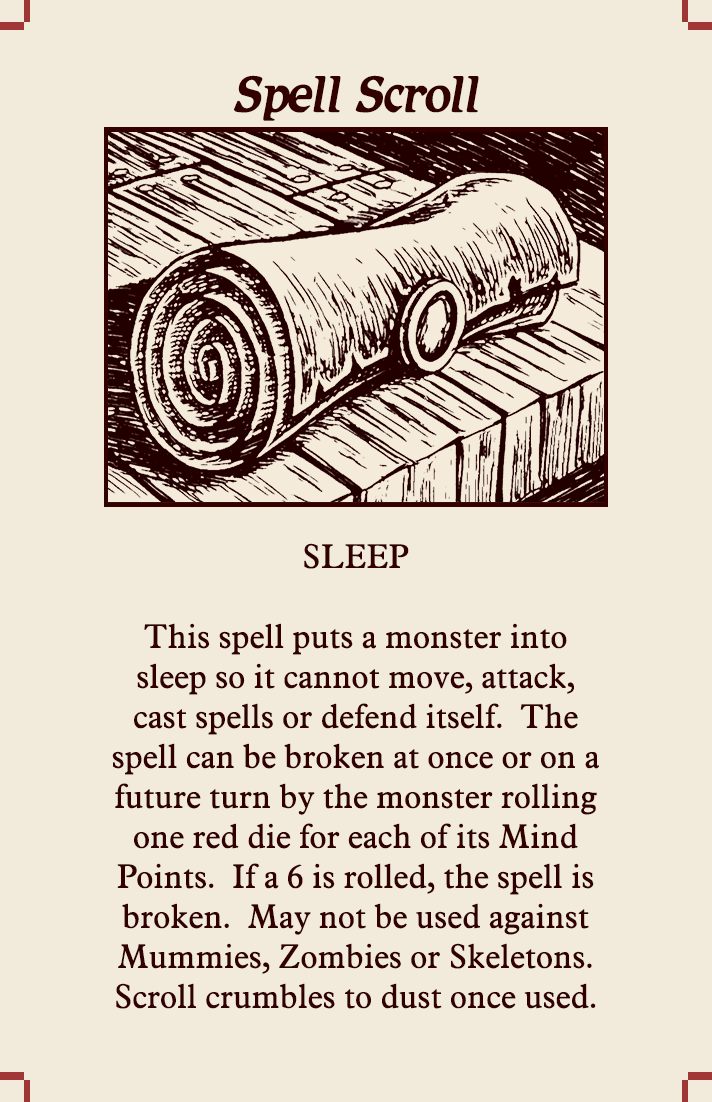 Spell Scroll
SLEEP
This spell puts a monster into
sleep so it cannot move, attack,
cast spells or defend itself.  The
spell can be broken at once or on a
future turn by the monster rolling
one red die for each of its Mind
Points.  If a 6 is rolled, the spell is
broken.  May not be used against
Mummies, Zombies or Skeletons.
Scroll crumbles to dust once used.